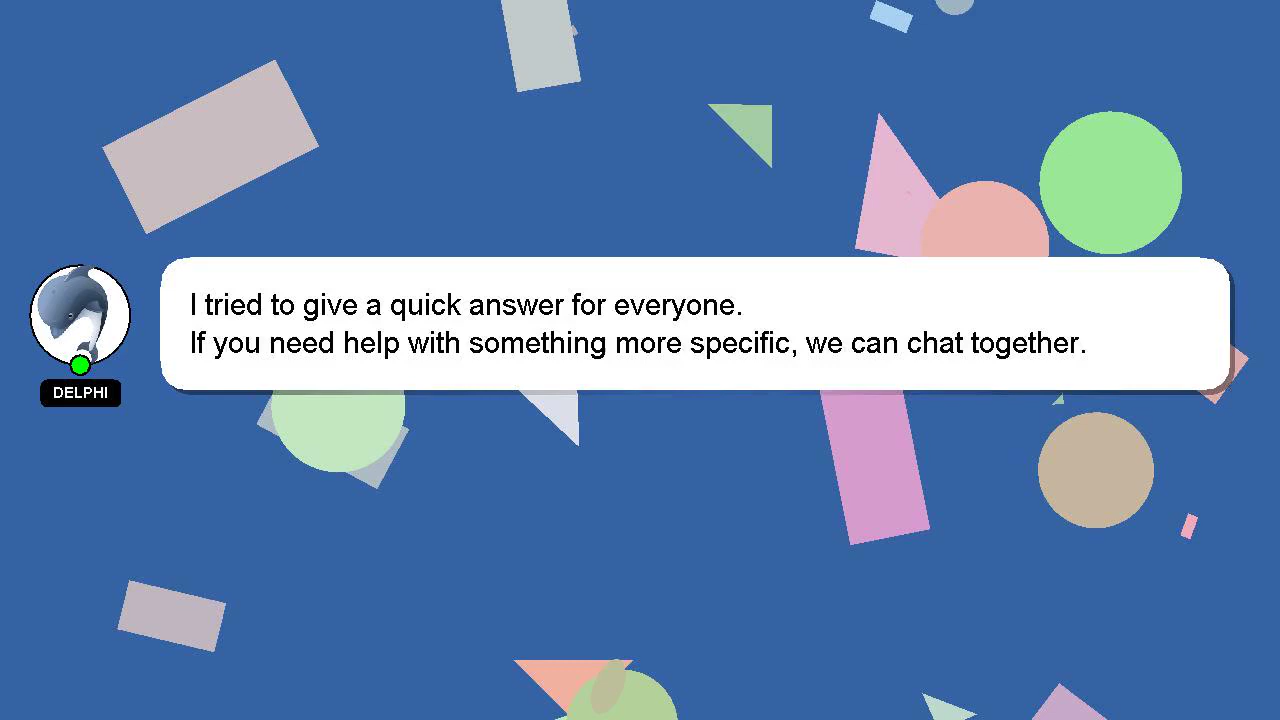 I tried to give a quick answer for everyone.
If you need help with something more specific, we can chat together.
DELPHI